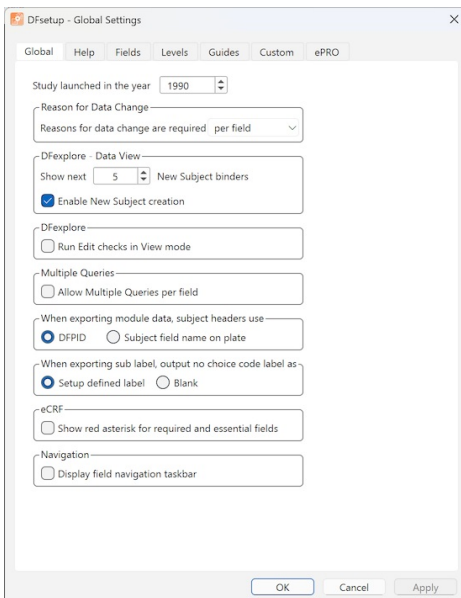 DFsetup - Global Settings
Global Help Fields Levels Guides Custom ePRO
Study launched in the year 1990
Reason for Data Change
Reasons for data change are required per field
DFexplore - Data View
Show next 5 New Subject binders
Enable New Subject creation
DFexplore
Run Edit checks in View mode
Multiple Queries
Allow Multiple Queries per field
When exporting module data, subject headers use
DFPID Subject field name on plate
When exporting sub label, output no choice code label as
Setup defined label Blank
eCRF
Show red asterisk for required and essential fields
Navigation
Display field navigation taskbar
OK Cancel Apply